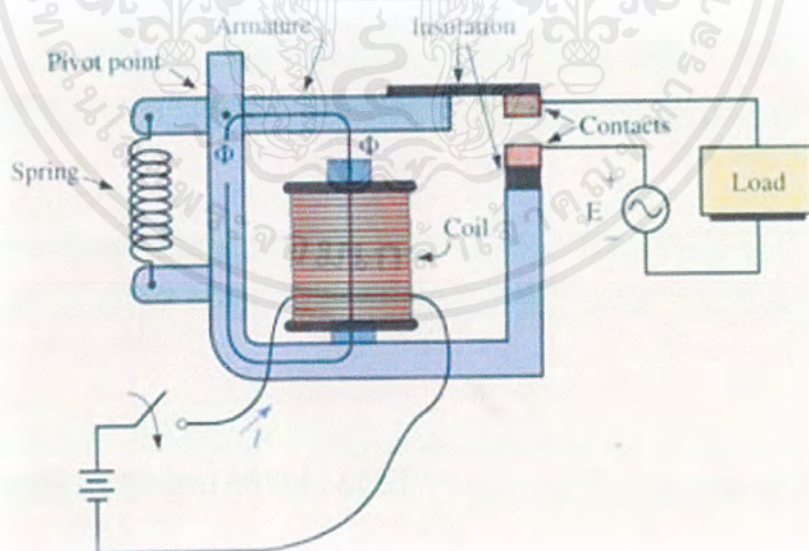 Armature
Insulation
Pivot point
Φ
Φ
Contacts
Spring
Load
+
E
−
Coil
I